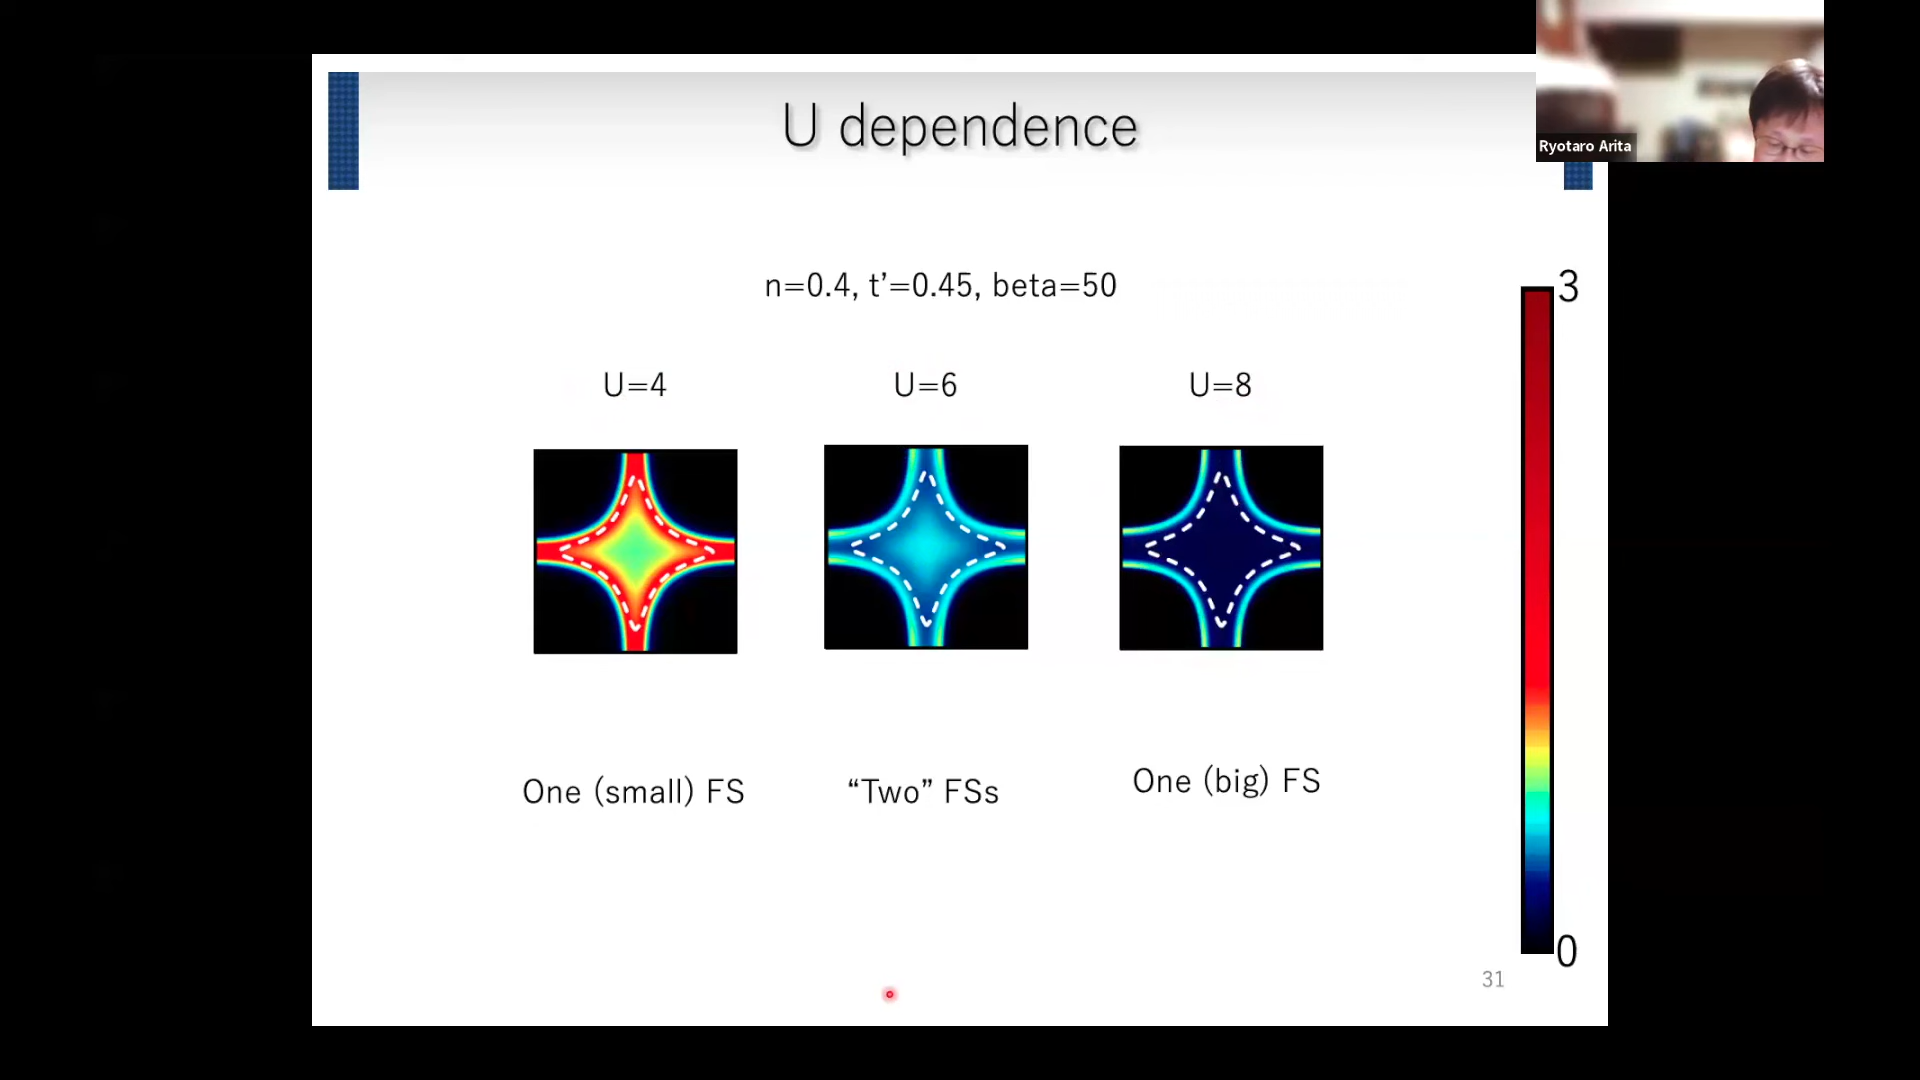 U dependence
Ryotaro Arita
n=0.4, t’=0.45, beta=50
3
U=4
U=6
U=8
One (small) FS
“Two” FSs
One (big) FS
0
31